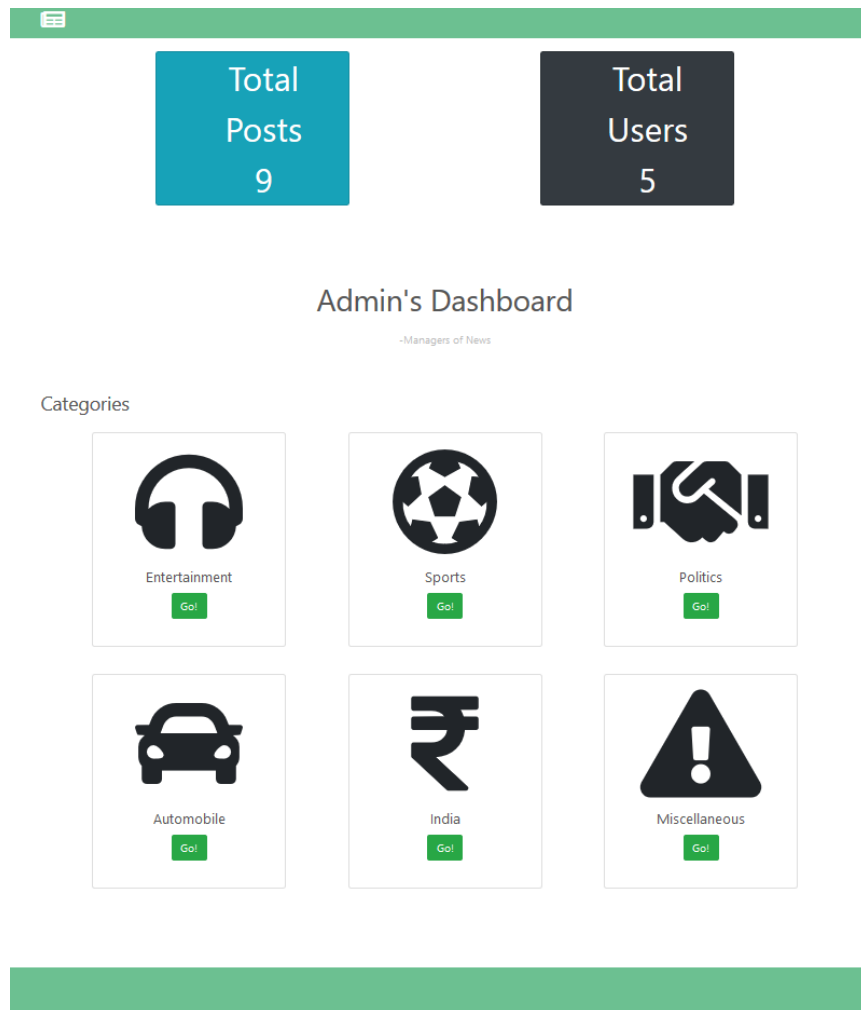 Total
Posts
9
Total
Users
5
Admin's Dashboard
-Managers of News
Categories
Entertainment
Go!
Sports
Go!
Politics
Go!
Automobile
Go!
India
Go!
Miscellaneous
Go!